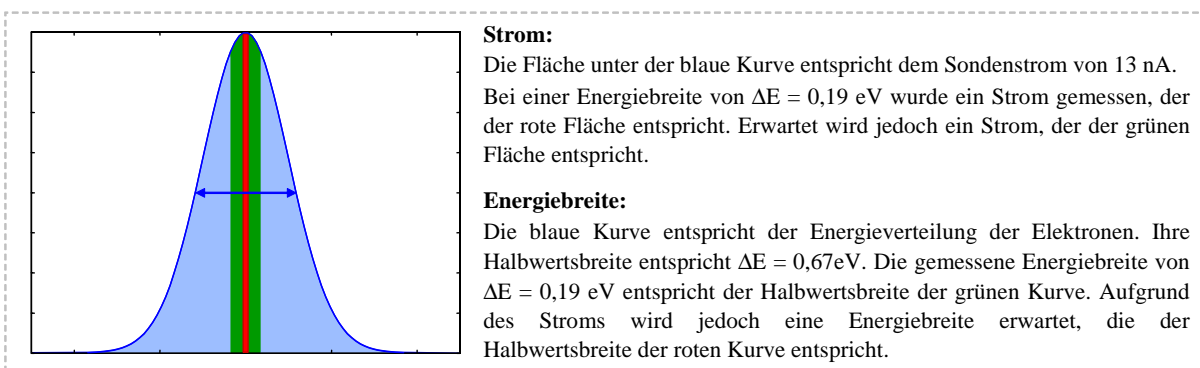 Strom:
Die Fläche unter der blaue Kurve entspricht dem Sondenstrom von 13 nA.
Bei einer Energiebreite von ΔE = 0,19 eV wurde ein Strom gemessen, der
der rote Fläche entspricht. Erwartet wird jedoch ein Strom, der der grünen
Fläche entspricht.
Energiebreite:
Die blaue Kurve entspricht der Energieverteilung der Elektronen. Ihre
Halbwertsbreite entspricht ΔE = 0,67eV. Die gemessene Energiebreite von
ΔE = 0,19 eV entspricht der Halbwertsbreite der grünen Kurve. Aufgrund
des Stroms wird jedoch eine Energiebreite erwartet, die der
Halbwertsbreite der roten Kurve entspricht.